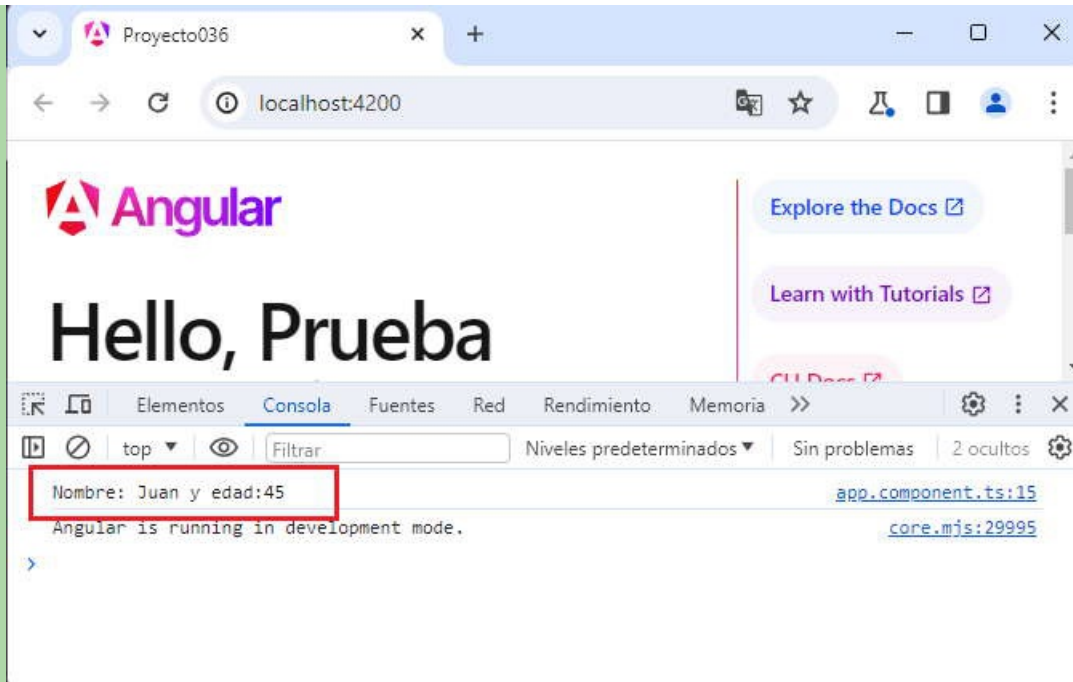 Proyecto036
localhost:4200
Angular
Explore the Docs
Learn with Tutorials
Hello, Prueba
CLI Docs
Elementos Consola Fuentes Red Rendimiento Memoria
top Filtrar Niveles predeterminados Sin problemas 2 ocultos
Nombre: Juan y edad:45 app.component.ts:15
Angular is running in development mode. core.mjs:29995